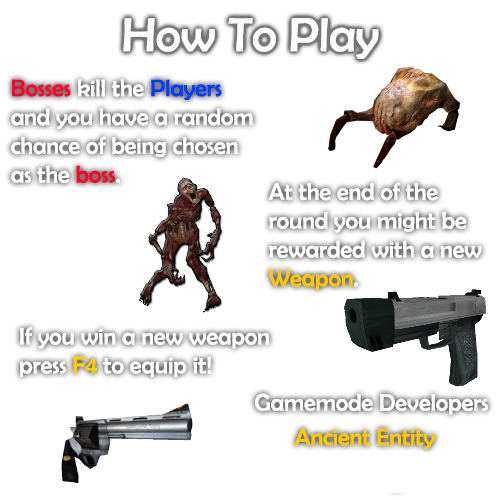 How To Play
Bosses kill the Players
and you have a random
chance of being chosen
as the boss.
At the end of the
round you might be
rewarded with a new
Weapon.
If you win a new weapon
press F4 to equip it!
Gamemode Developers
Ancient Entity